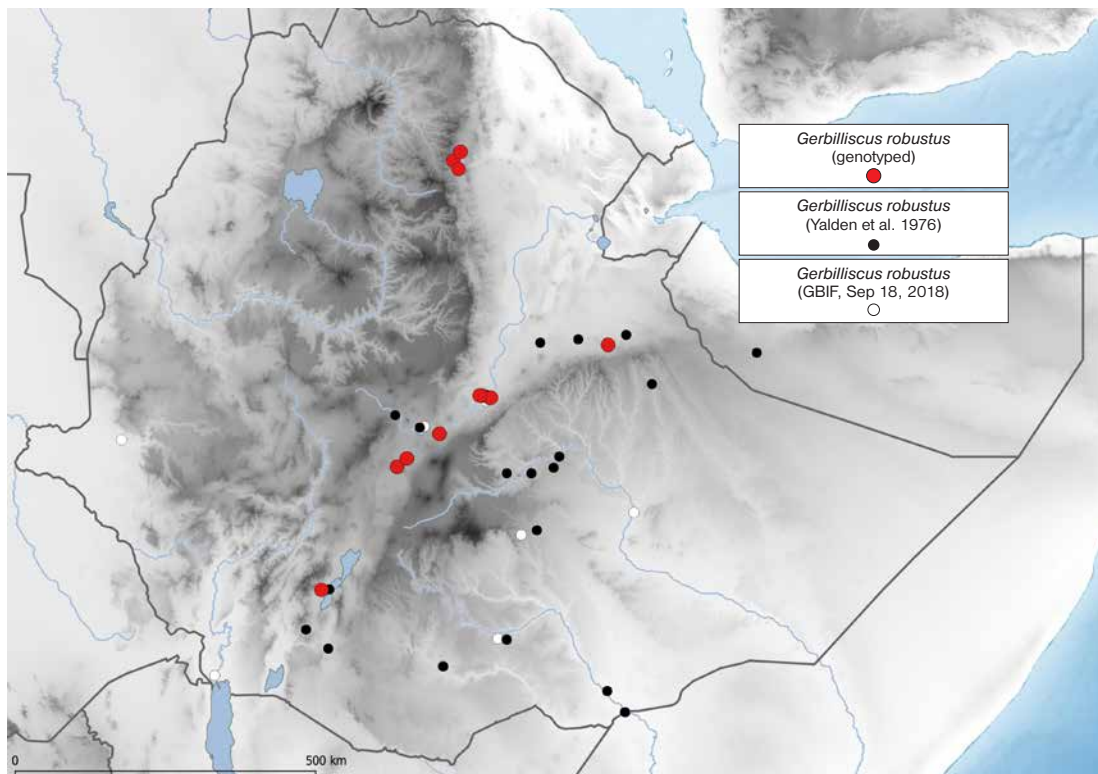 Gerbilliscus robustus
(genotyped)
Gerbilliscus robustus
(Yalden et al. 1976)
Gerbilliscus robustus
(GBIF, Sep 18, 2018)
0
500 km